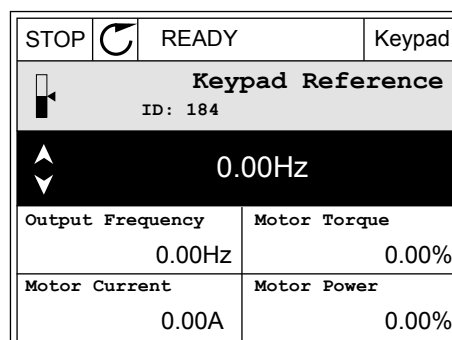 STOP READY Keypad
Keypad Reference
ID: 184
0.00Hz
Output Frequency Motor Torque
0.00Hz 0.00%
Motor Current Motor Power
0.00A 0.00%